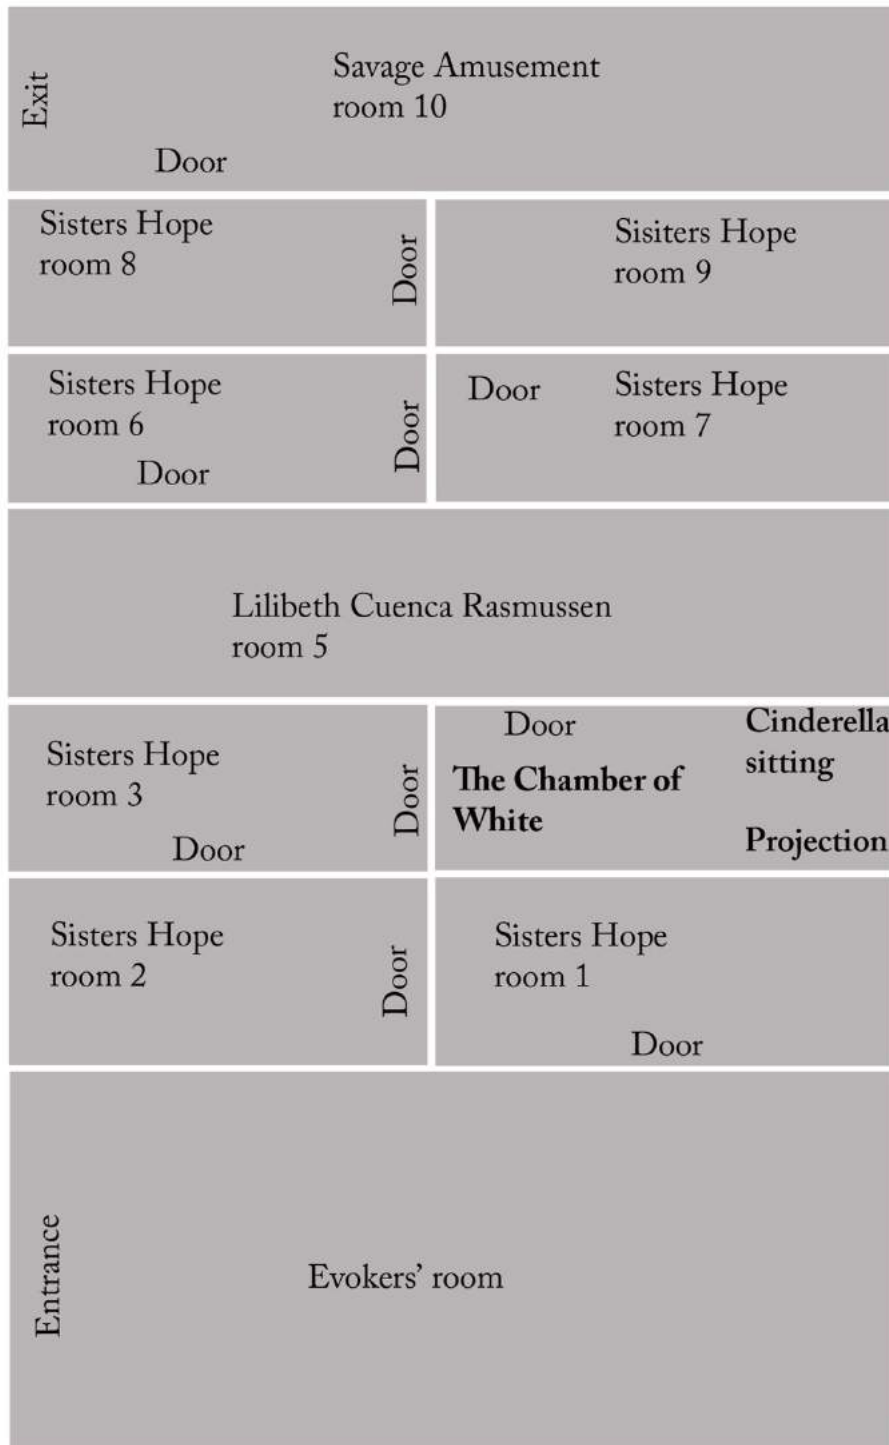 Savage Amusement
room 10
Exit
Door
Sisters Hope
room 8
Door
Sisiters Hope
room 9
Sisters Hope
room 6
Door
Door
Door
Sisters Hope
room 7
Lilibeth Cuenca Rasmussen
room 5
Sisters Hope
room 3
Door
Door
Door
The Chamber of
White
Cinderella
sitting
Projection
Sisters Hope
room 2
Door
Sisters Hope
room 1
Door
Entrance
Evokers’ room